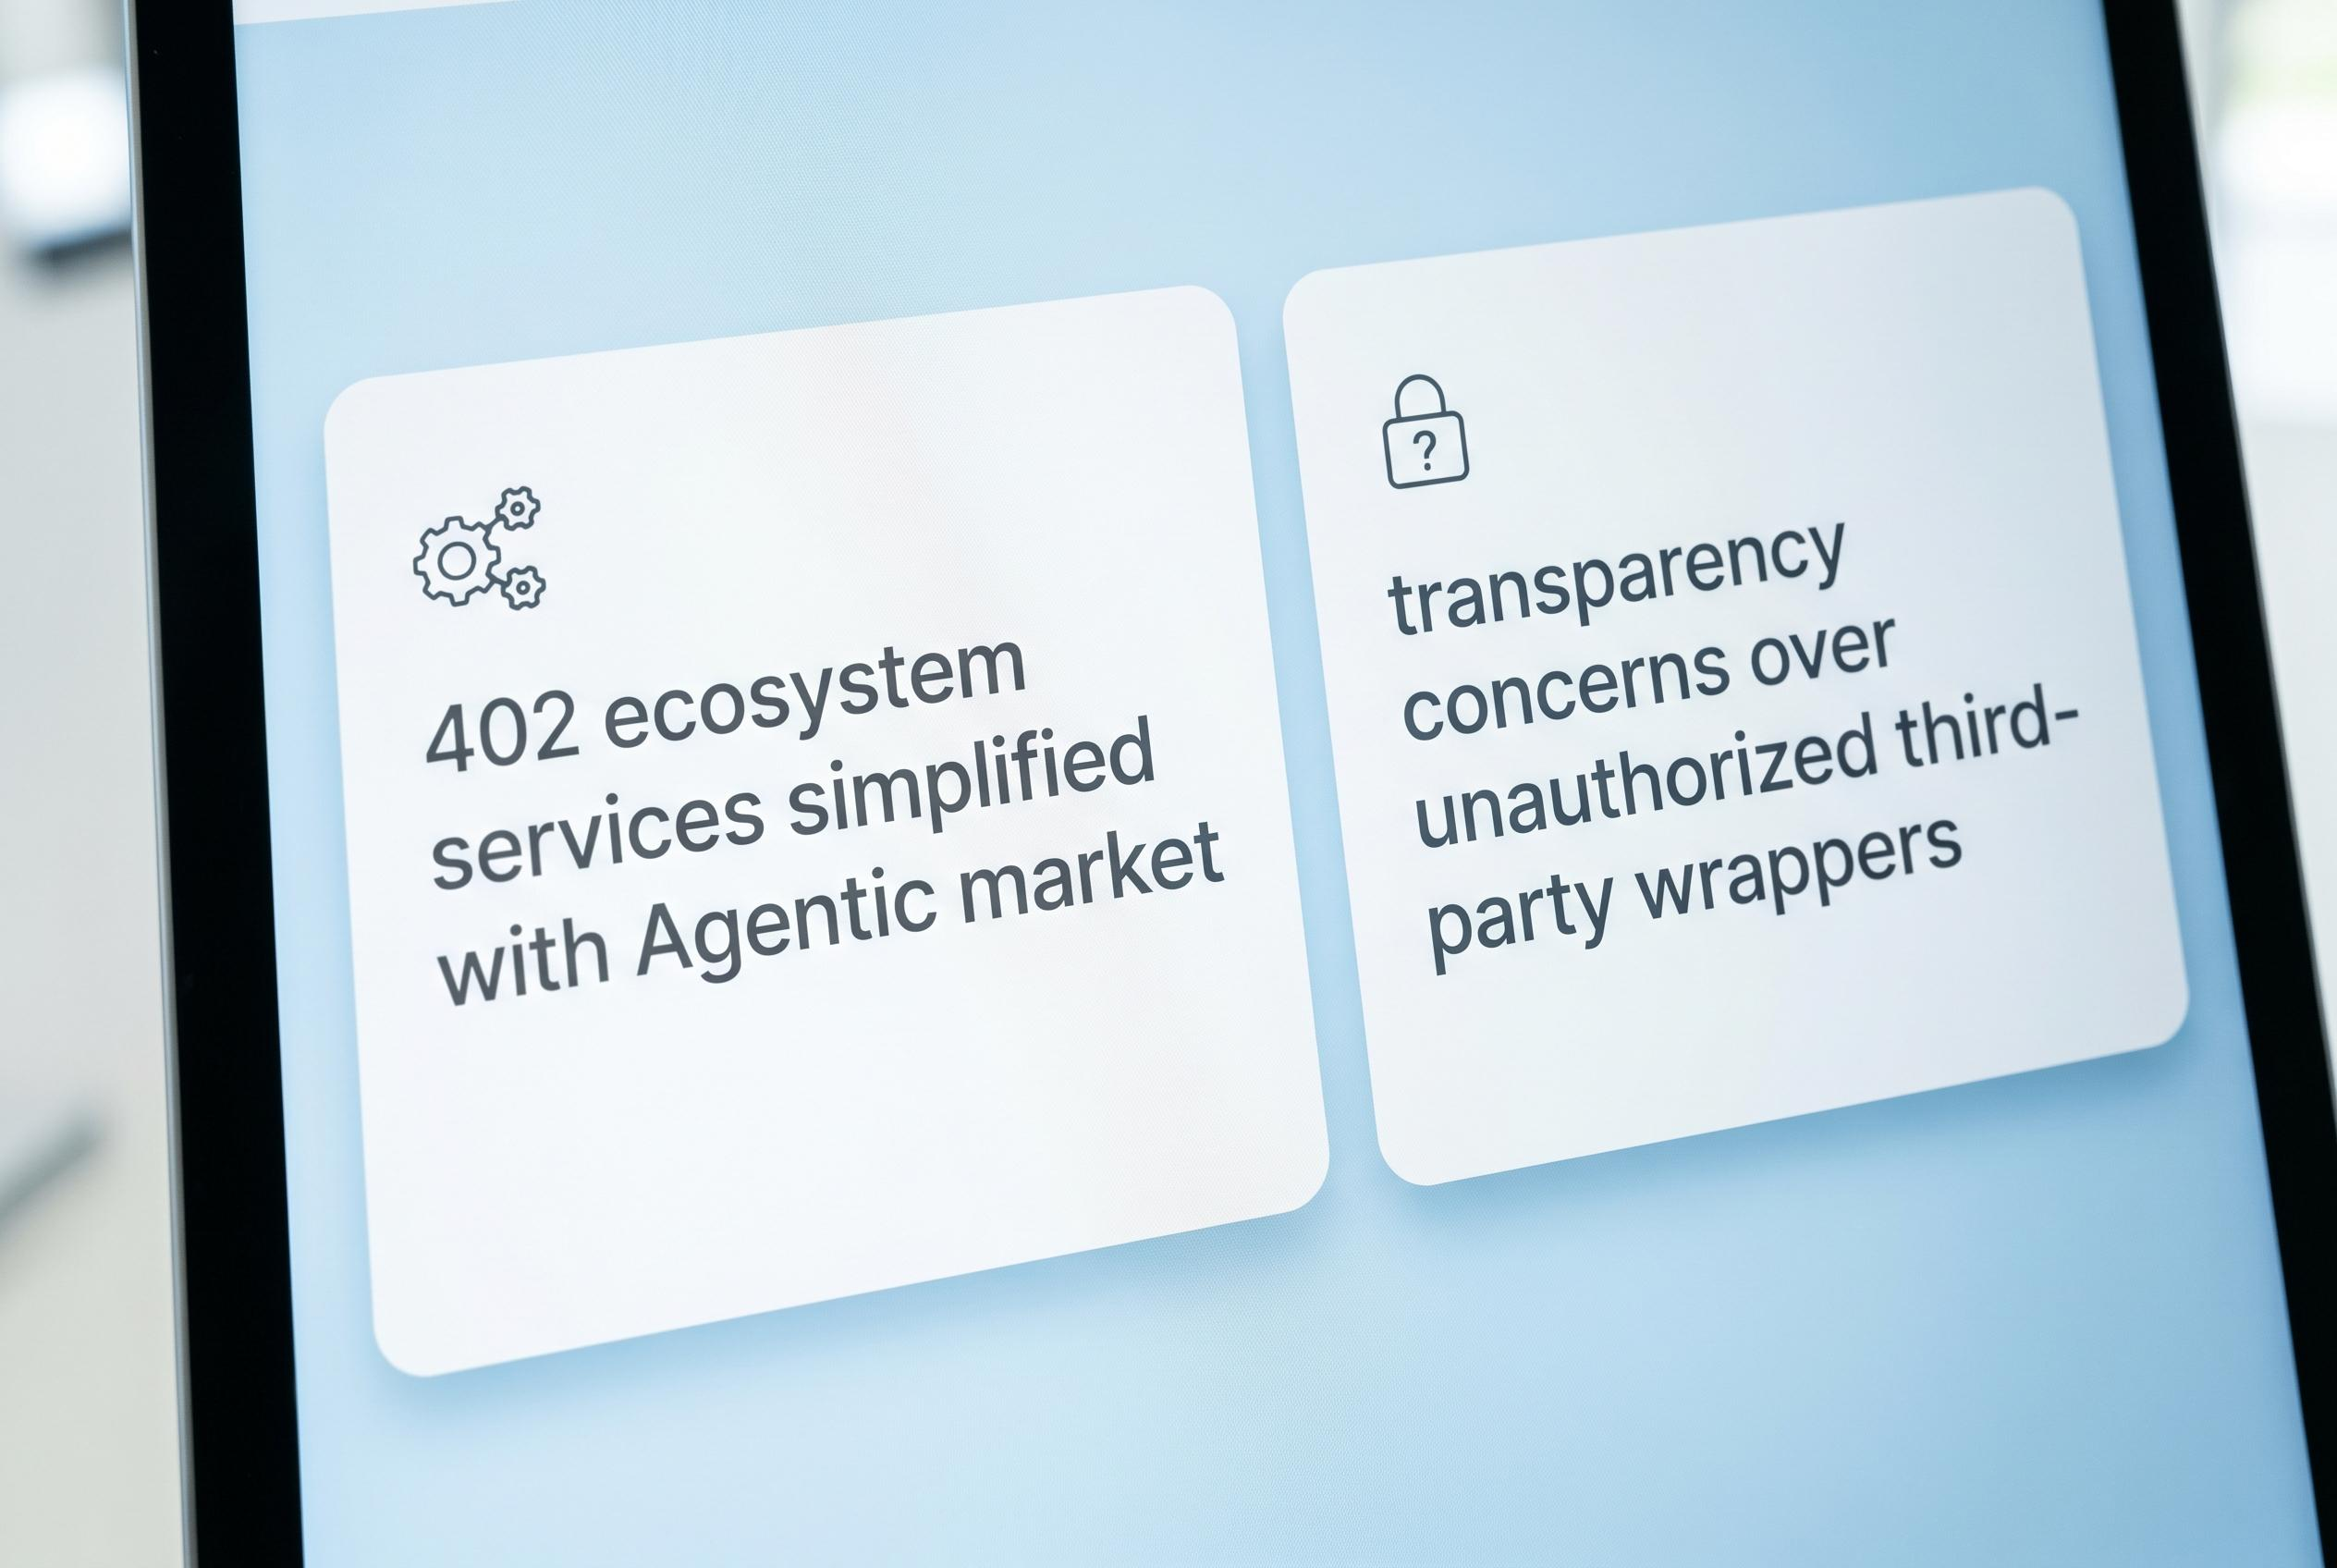 402 ecosystem
services simplified
with Agentic market
?
transparency
concerns over
unauthorized third-
party wrappers